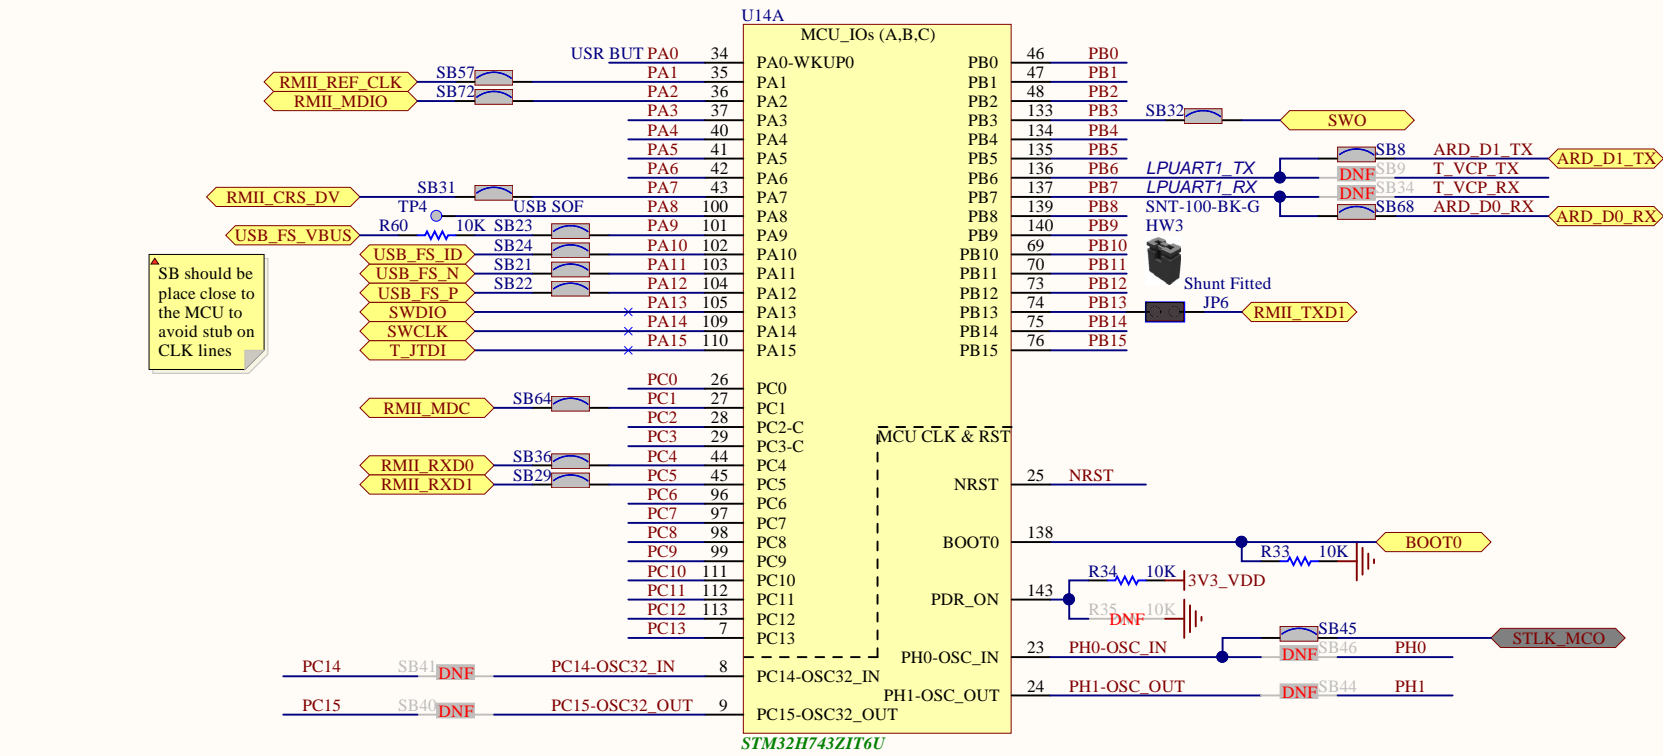 U14A
MCU_IOs (A,B,C)
USR BUT PA0 34 PA0-WKUP0 PB0 46 PB0
RMII_REF_CLK SB57 PA1 35 PA1 PB1 47 PB1
RMII_MDIO SB72 PA2 36 PA2 PB2 48 PB2
PA3 37 PA3 PB3 133 PB3 SB32 SWO
PA4 40 PA4 PB4 134 PB4
PA5 41 PA5 PB5 135 PB5 SB8 ARD_D1_TX ARD_D1_TX
PA6 42 PA6 PB6 136 PB6 LPUART1_TX DNF SB9 T_VCP_TX
RMII_CRS_DV SB31 PA7 43 PA7 PB7 137 PB7 LPUART1_RX DNF SB34 T_VCP_RX
TP4 USB SOF PA8 100 PA8 PB8 139 PB8 SNT-100-BK-G SB68 ARD_D0_RX ARD_D0_RX
USB_FS_VBUS R60 10K SB23 PA9 101 PA9 PB9 140 PB9 HW3
USB_FS_ID SB24 PA10 102 PA10 PB10 69 PB10
USB_FS_N SB21 PA11 103 PA11 PB11 70 PB11
USB_FS_P SB22 PA12 104 PA12 PB12 73 PB12 Shunt Fitted
SWDIO PA13 105 PA13 PB13 74 PB13 JP6 RMII_TXD1
SWCLK PA14 109 PA14 PB14 75 PB14
T_JTDI PA15 110 PA15 PB15 76 PB15
SB should be
place close to
the MCU to
avoid stub on
CLK lines
PC0 26 PC0
RMII_MDC SB64 PC1 27 PC1
PC2 28 PC2-C
PC3 29 PC3-C MCU CLK & RST
RMII_RXD0 SB36 PC4 44 PC4
RMII_RXD1 SB29 PC5 45 PC5 NRST 25 NRST
PC6 96 PC6
PC7 97 PC7
PC8 98 PC8 BOOT0 138 BOOT0
PC9 99 PC9 R33 10K
PC10 111 PC10 R34 10K 3V3_VDD
PC11 112 PC11 PDR_ON 143
PC12 113 PC12 R35 DNF 10K
PC13 7 PC13 SB45 STLK_MCO
PH0-OSC_IN 23 PH0-OSC_IN DNF SB46 PH0
PC14 SB41 DNF PC14-OSC32_IN 8 PC14-OSC32_IN
PH1-OSC_OUT 24 PH1-OSC_OUT DNF SB44 PH1
PC15 SB40 DNF PC15-OSC32_OUT 9 PC15-OSC32_OUT
STM32H743ZIT6U